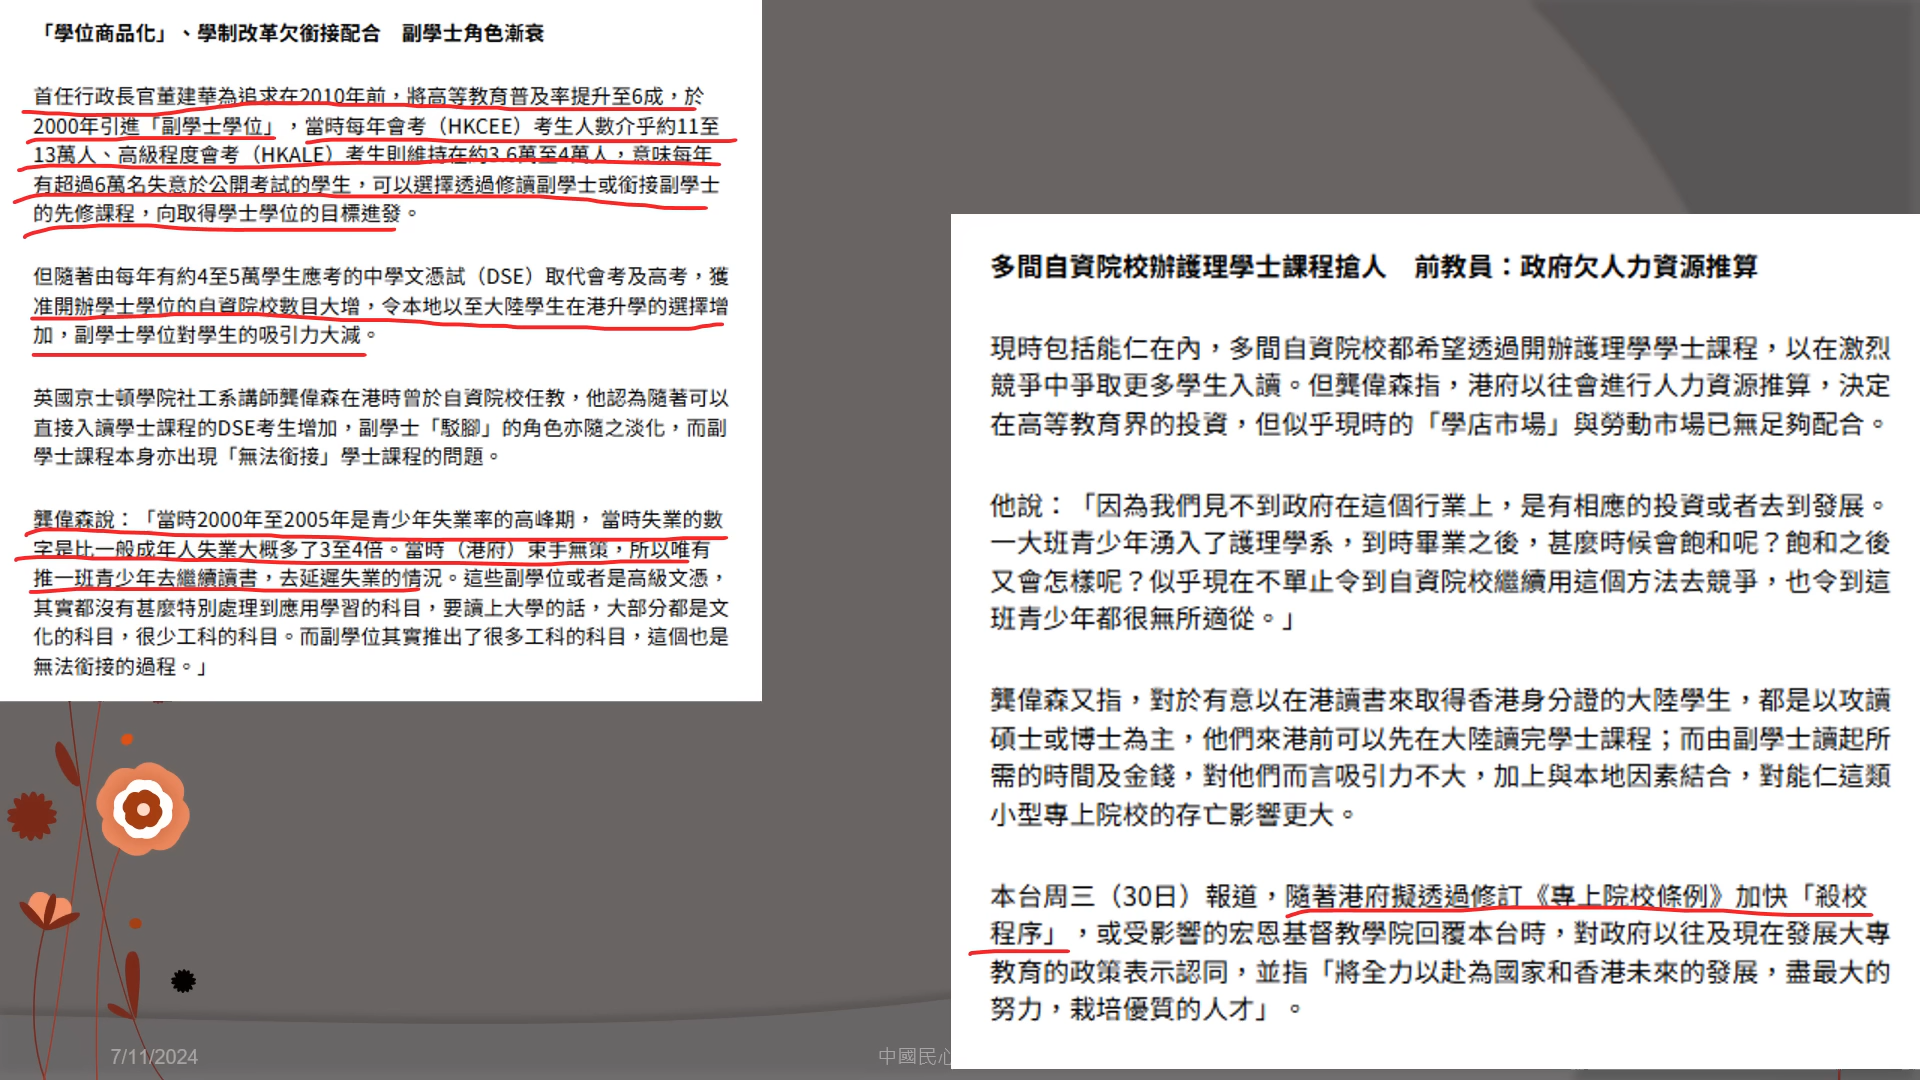 「學位商品化」、學制改革欠銜接配合　副學士角色漸衰
首任行政長官董建華為追求在2010年前，將高等教育普及率提升至6成，於
2000年引進「副學士學位」，當時每年會考（HKCEE）考生人數介乎約11至
13萬人、高級程度會考（HKALE）考生則維持在約3.6萬至4萬人，意味每年
有超過6萬名失意於公開考試的學生，可以選擇透過修讀副學士或銜接副學士
的先修課程，向取得學士學位的目標進發。
但隨著由每年有約4至5萬學生應考的中學文憑試（DSE）取代會考及高考，獲
准開辦學士學位的自資院校數目大增，令本地以至大陸學生在港升學的選擇增
加，副學士學位對學生的吸引力大減。
英國京士頓學院社工系講師龔偉森在港時曾於自資院校任教，他認為隨著可以
直接入讀學士課程的DSE考生增加，副學士「駁腳」的角色亦隨之淡化，而副
學士課程本身亦出現「無法銜接」學士課程的問題。
龔偉森說：「當時2000年至2005年是青少年失業率的高峰期， 當時失業的數
字是比一般成年人失業大概多了3至4倍。當時（港府）束手無策，所以唯有
推一班青少年去繼續讀書，去延遲失業的情況。這些副學位或者是高級文憑，
其實都沒有甚麼特別處理到應用學習的科目，要讀上大學的話，大部分都是文
化的科目，很少工科的科目。而副學位其實推出了很多工科的科目，這個也是
無法銜接的過程。」
多間自資院校辦護理學士課程搶人　前教員：政府欠人力資源推算
現時包括能仁在內，多間自資院校都希望透過開辦護理學學士課程，以在激烈
競爭中爭取更多學生入讀。但龔偉森指，港府以往會進行人力資源推算，決定
在高等教育界的投資，但似乎現時的「學店市場」與勞動市場已無足夠配合。
他說：「因為我們見不到政府在這個行業上，是有相應的投資或者去到發展。
一大班青少年湧入了護理學系，到時畢業之後，甚麼時候會飽和呢？飽和之後
又會怎樣呢？似乎現在不單止令到自資院校繼續用這個方法去競爭，也令到這
班青少年都很無所適從。」
龔偉森又指，對於有意以在港讀書來取得香港身分證的大陸學生，都是以攻讀
碩士或博士為主，他們來港前可以先在大陸讀完學士課程；而由副學士讀起所
需的時間及金錢，對他們而言吸引力不大，加上與本地因素結合，對能仁這類
小型專上院校的存亡影響更大。
本台周三（30日）報道，隨著港府擬透過修訂《專上院校條例》加快「殺校
程序」，或受影響的宏恩基督教學院回覆本台時，對政府以往及現在發展大專
教育的政策表示認同，並指「將全力以赴為國家和香港未來的發展，盡最大的
努力，栽培優質的人才」。
7/11/2024
中國民心